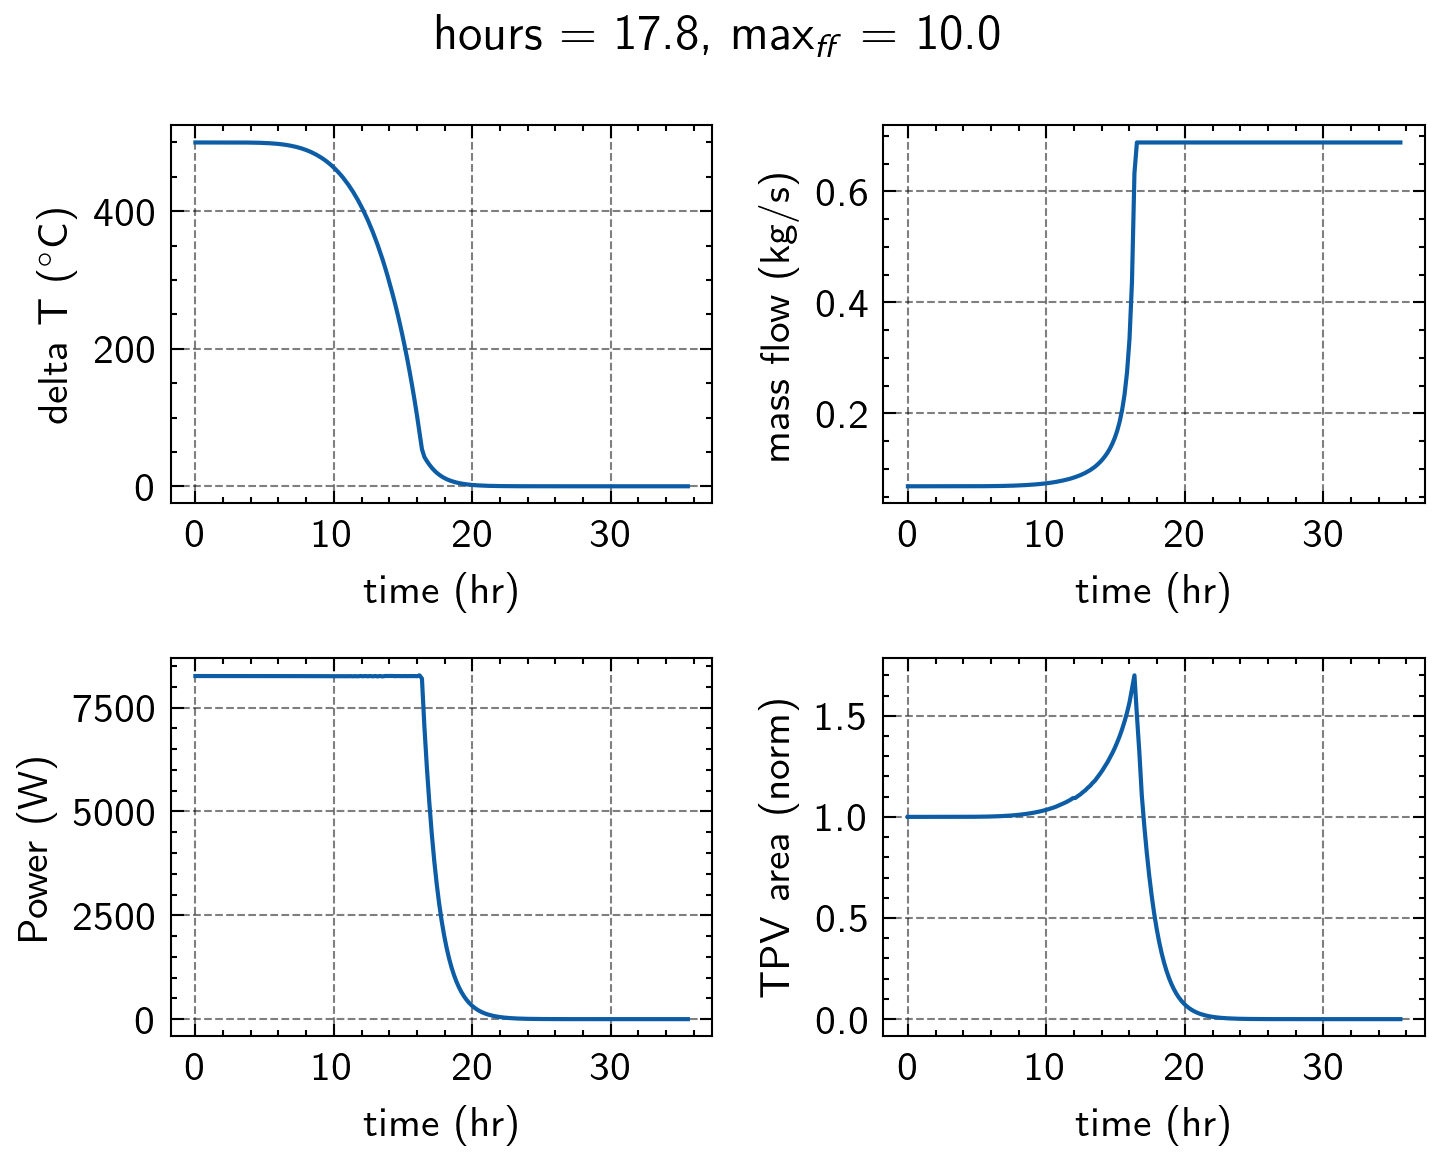 hours = 17.8, max_ff = 10.0
delta T (°C)
400
200
0
0 10 20 30
time (hr)
mass flow (kg/s)
0.6
0.4
0.2
0 10 20 30
time (hr)
Power (W)
7500
5000
2500
0
0 10 20 30
time (hr)
TPV area (norm)
1.5
1.0
0.5
0.0
0 10 20 30
time (hr)